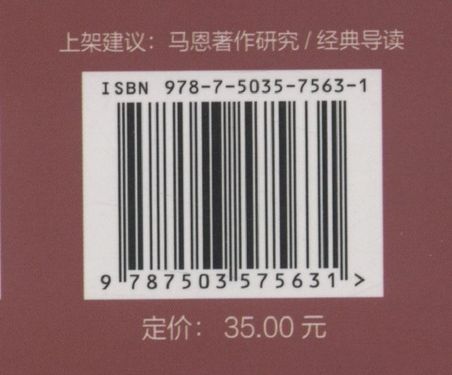 上架建议：马恩著作研究/经典导读
ISBN 978-7-5035-7563-1
9 787503 575631 >
定价：35.00 元